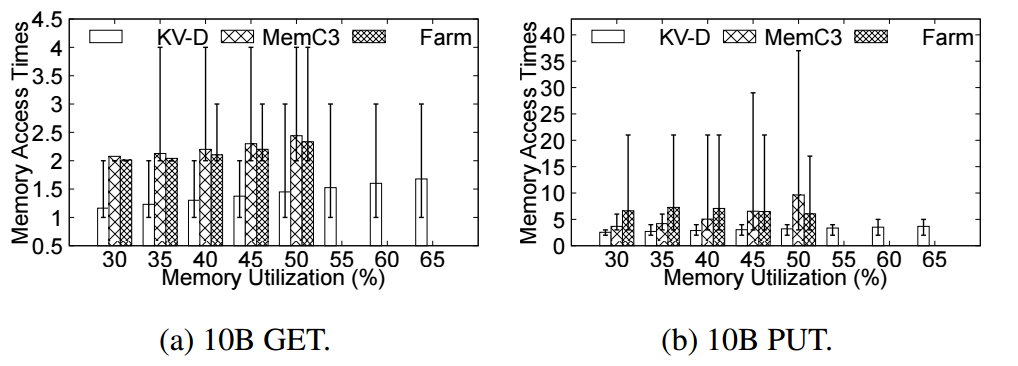 4.5
4
3.5
3
2.5
2
1.5
1
0.5
Memory Access Times
KV-D MemC3 Farm
30 35 40 45 50 55 60 65
Memory Utilization (%)
(a) 10B GET.
40
35
30
25
20
15
10
5
0
Memory Access Times
KV-D MemC3 Farm
30 35 40 45 50 55 60 65
Memory Utilization (%)
(b) 10B PUT.